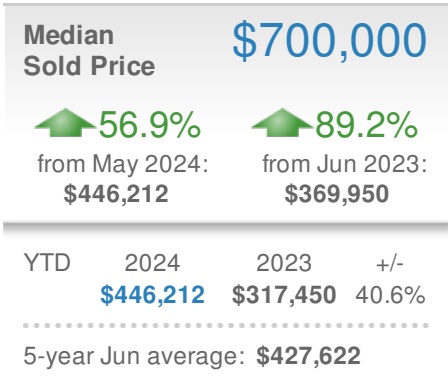 Median
Sold Price
$700,000
56.9%
from May 2024:
$446,212
89.2%
from Jun 2023:
$369,950
YTD 2024 2023 +/-
$446,212 $317,450 40.6%
5-year Jun average: $427,622